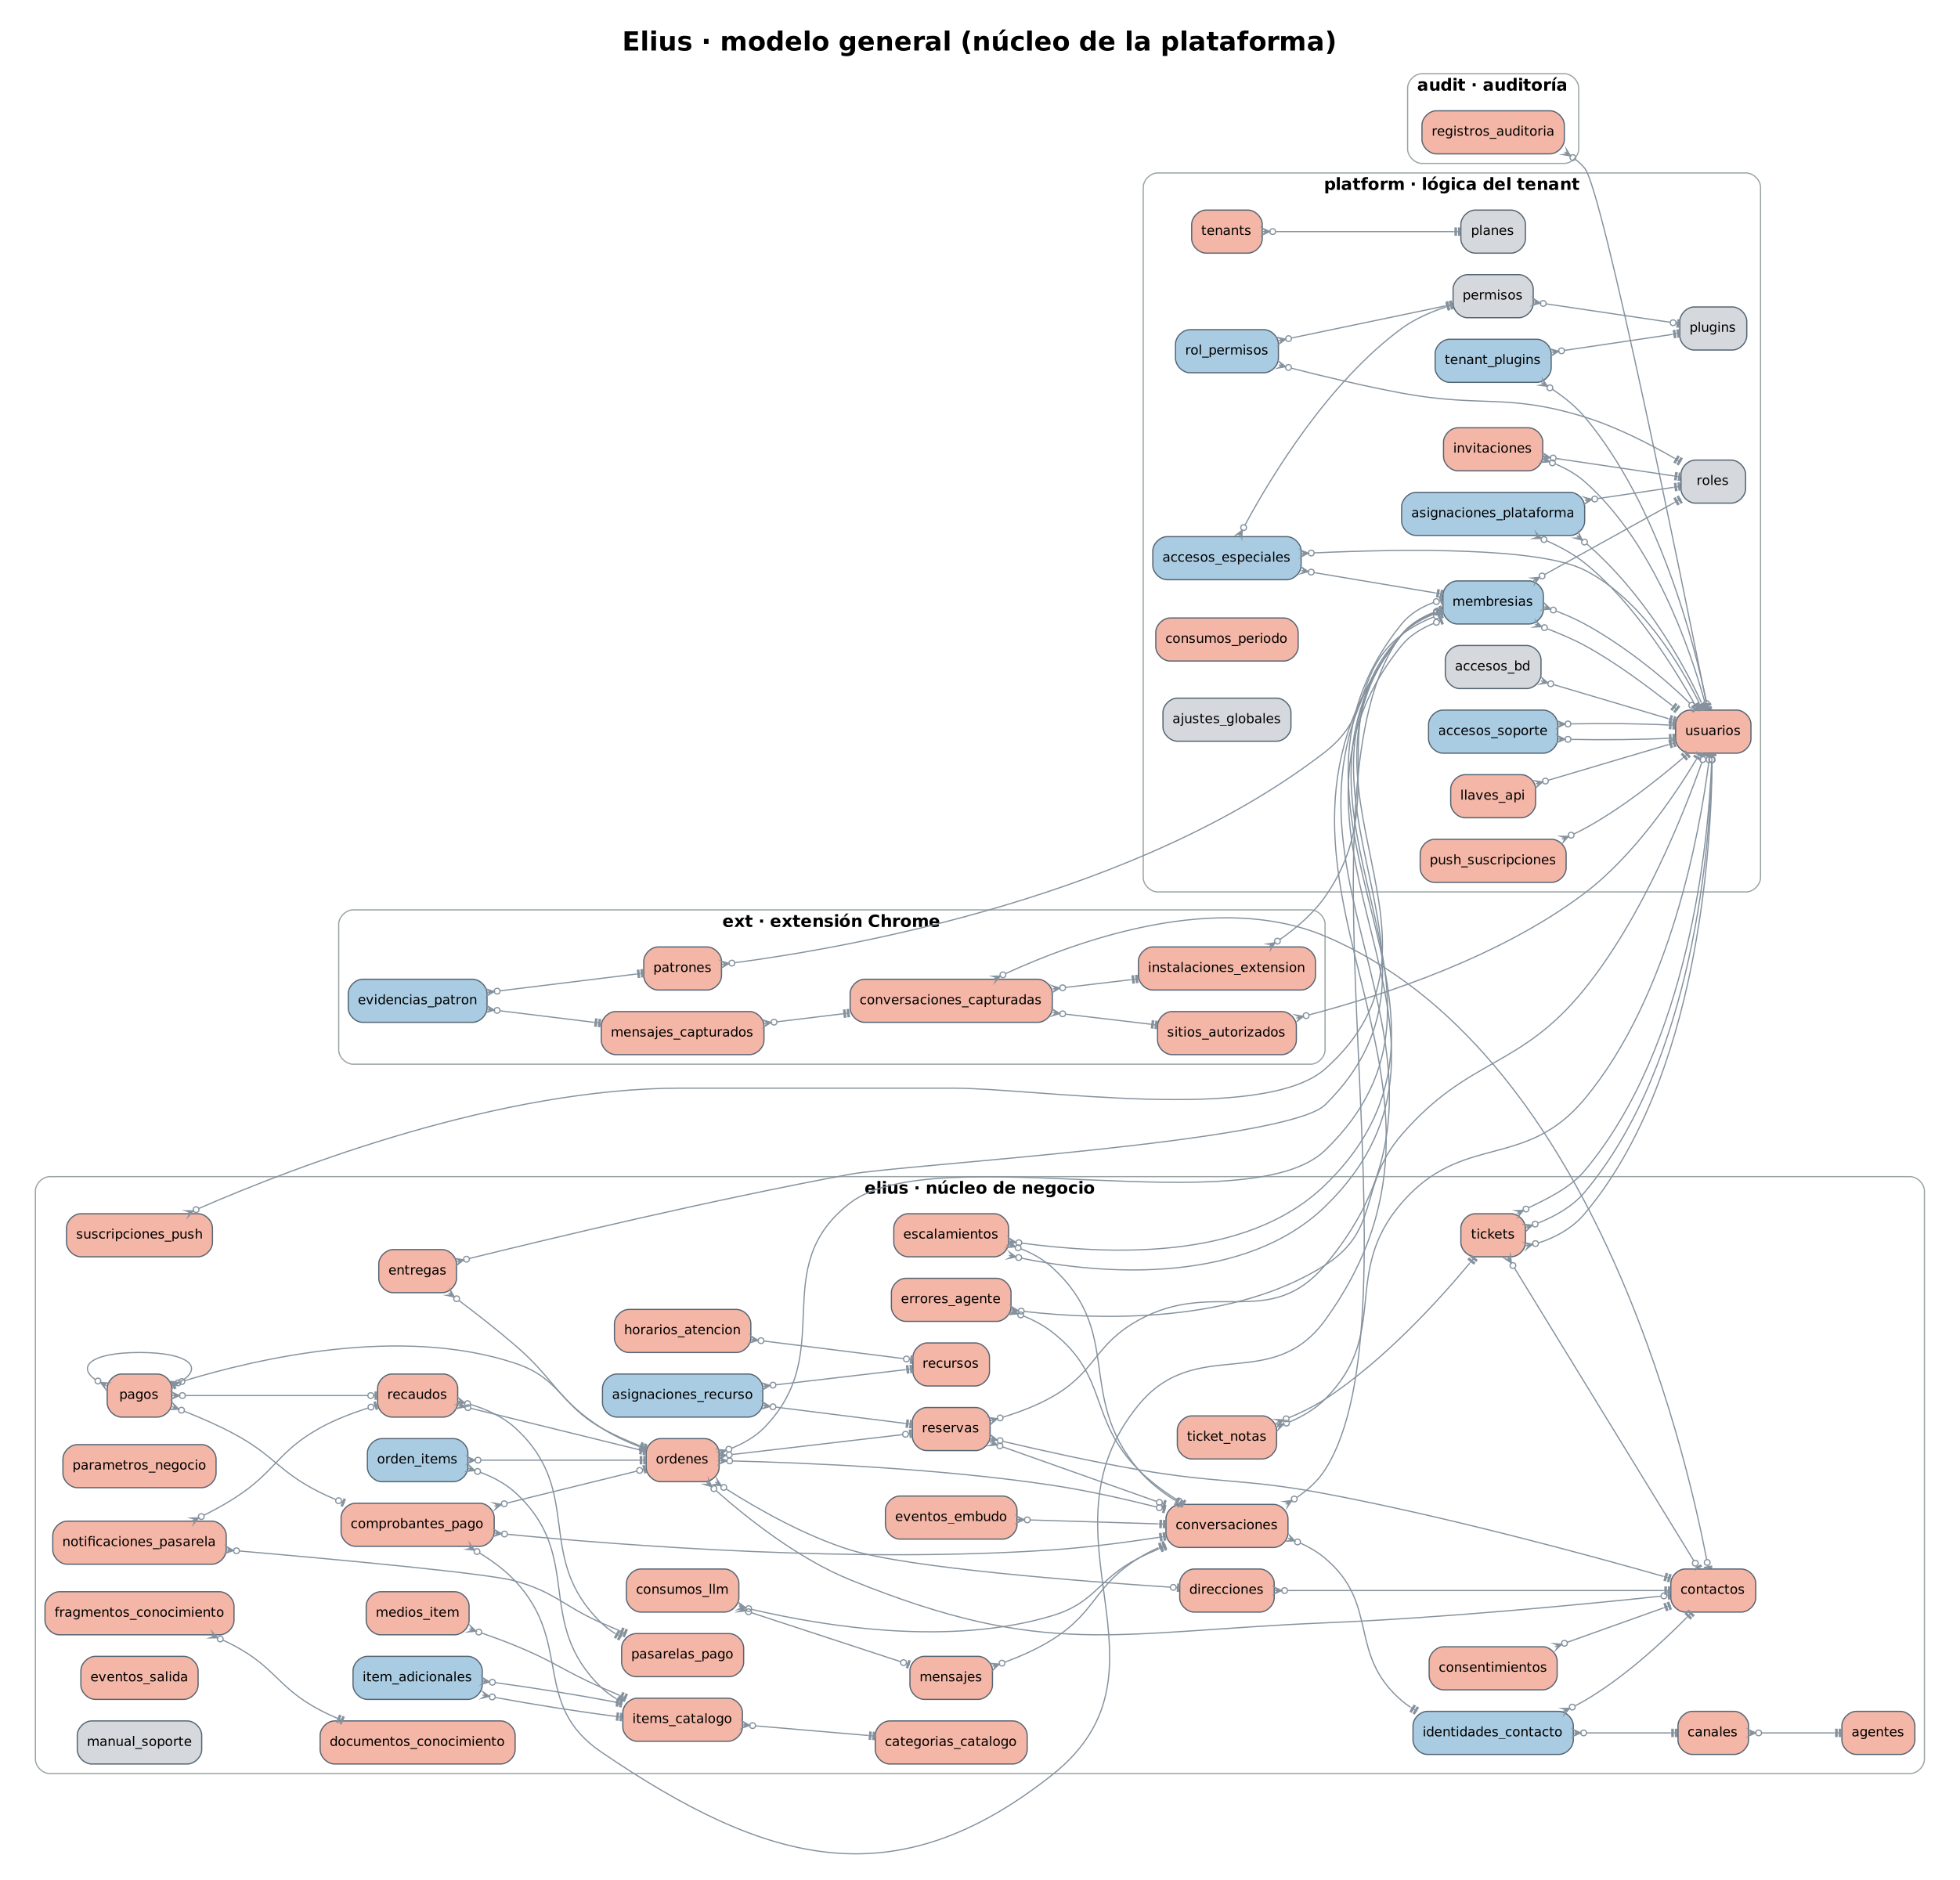 Elius · modelo general (núcleo de la plataforma)
audit · auditoría
registros_auditoria
platform · lógica del tenant
tenants
planes
permisos
plugins
rol_permisos
tenant_plugins
invitaciones
roles
asignaciones_plataforma
accesos_especiales
membresias
consumos_periodo
accesos_bd
ajustes_globales
accesos_soporte
usuarios
llaves_api
push_suscripciones
ext · extensión Chrome
patrones
instalaciones_extension
evidencias_patron
conversaciones_capturadas
mensajes_capturados
sitios_autorizados
elius · núcleo de negocio
suscripciones_push
escalamientos
tickets
entregas
errores_agente
horarios_atencion
recursos
pagos
recaudos
asignaciones_recurso
reservas
ticket_notas
parametros_negocio
orden_items
ordenes
comprobantes_pago
eventos_embudo
conversaciones
notificaciones_pasarela
consumos_llm
direcciones
contactos
fragmentos_conocimiento
medios_item
pasarelas_pago
consentimientos
eventos_salida
item_adicionales
mensajes
items_catalogo
manual_soporte
documentos_conocimiento
categorias_catalogo
identidades_contacto
canales
agentes